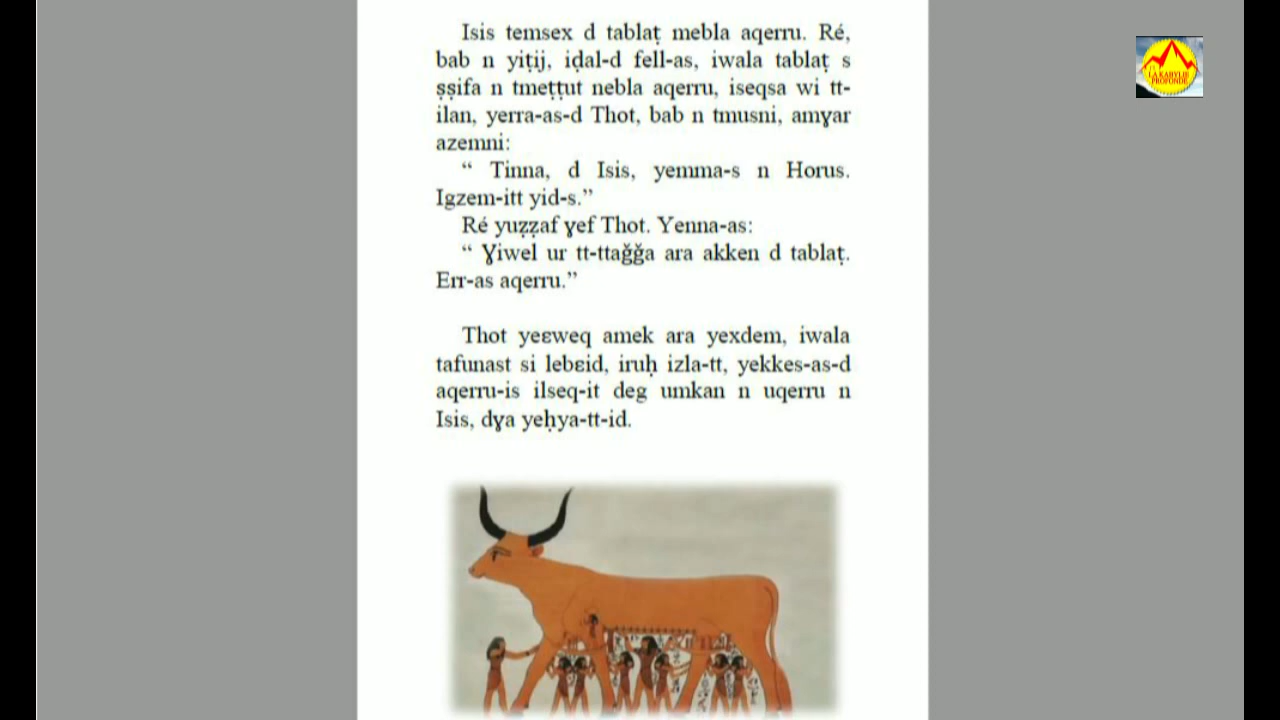 Isis temsex d tablaṭ mebla aqerru. Ré,
bab n yiṭij, iḍal-d fell-as, iwala tablaṭ s
ṣṣifa n tmeṭṭut nebla aqerru, iseqsa wi tt-
ilan, yerra-as-d Thot, bab n tmusni, amɣar
azemni:
“ Tinna, d Isis, yemma-s n Horus.
Igzem-itt yid-s.”
Ré yuẓẓaf ɣef Thot. Yenna-as:
“ Ɣiwel ur tt-ttaǧǧa ara akken d tablaṭ.
Err-as aqerru.”
Thot yeɛweq amek ara yexdem, iwala
tafunast si lebɛid, iruḥ izla-tt, yekkes-as-d
aqerru-is ilseq-it deg umkan n uqerru n
Isis, dɣa yeḥya-tt-id.
LA KABYLIE
PROFONDE